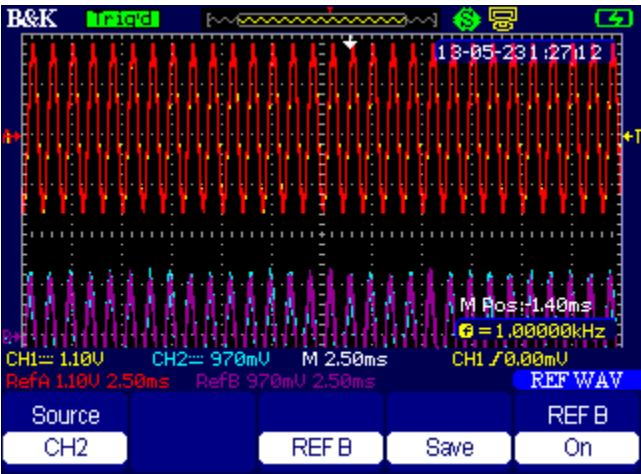 B&K Trig'd
13-05-23 1:27:12
A
T
M Pos:-1.40ms
f=1.00000kHz
B
CH1 1.10V CH2 970mV M 2.50ms CH1 /0.00mV
RefA 1.10V 2.50ms RefB 970mV 2.50ms REF WAV
Source REF B
CH2 REF B Save On